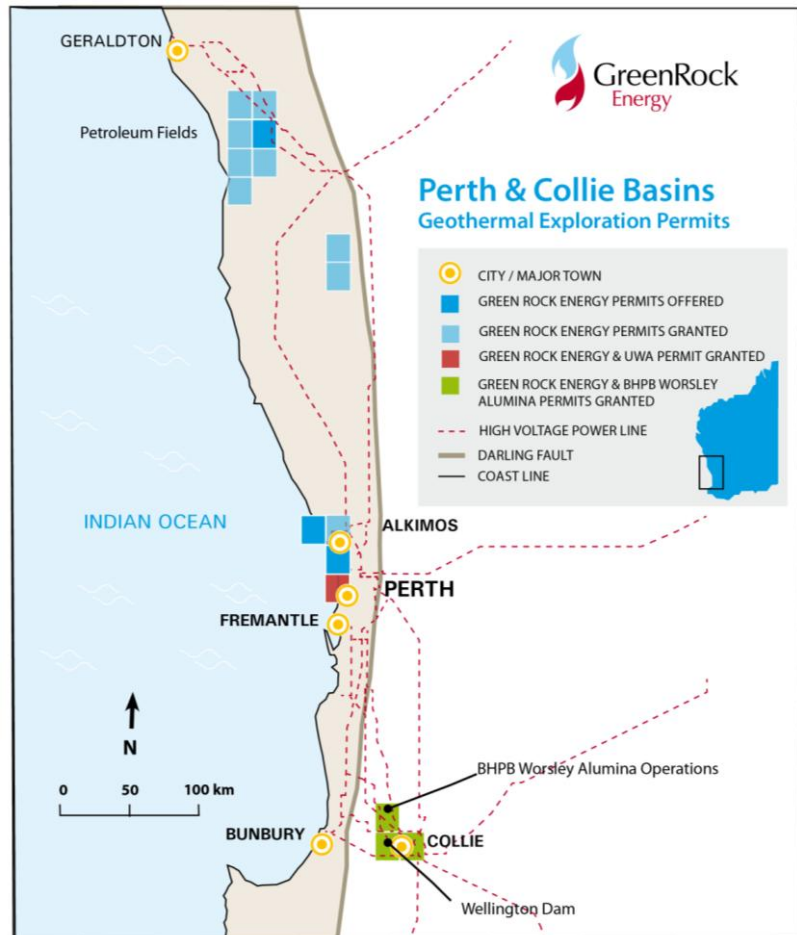 GERALDTON
GreenRock
Energy
Petroleum Fields
Perth & Collie Basins
Geothermal Exploration Permits
CITY / MAJOR TOWN
GREEN ROCK ENERGY PERMITS OFFERED
GREEN ROCK ENERGY PERMITS GRANTED
GREEN ROCK ENERGY & UWA PERMIT GRANTED
GREEN ROCK ENERGY & BHPB WORSLEY
ALUMINA PERMITS GRANTED
HIGH VOLTAGE POWER LINE
DARLING FAULT
COAST LINE
INDIAN OCEAN
ALKIMOS
PERTH
FREMANTLE
N
0 50 100 km
BHPB Worsley Alumina Operations
BUNBURY
COLLIE
Wellington Dam